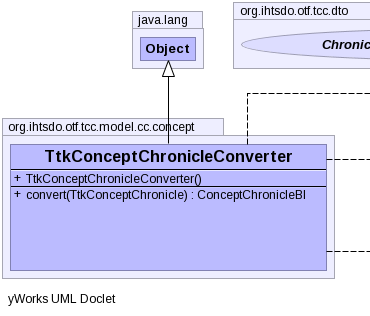 java.lang
Object
org.ihtsdo.otf.tcc.dto
Chronic
org.ihtsdo.otf.tcc.model.cc.concept
TtkConceptChronicleConverter
+ TtkConceptChronicleConverter()
+ convert(TtkConceptChronicle) : ConceptChronicleBI
yWorks UML Doclet